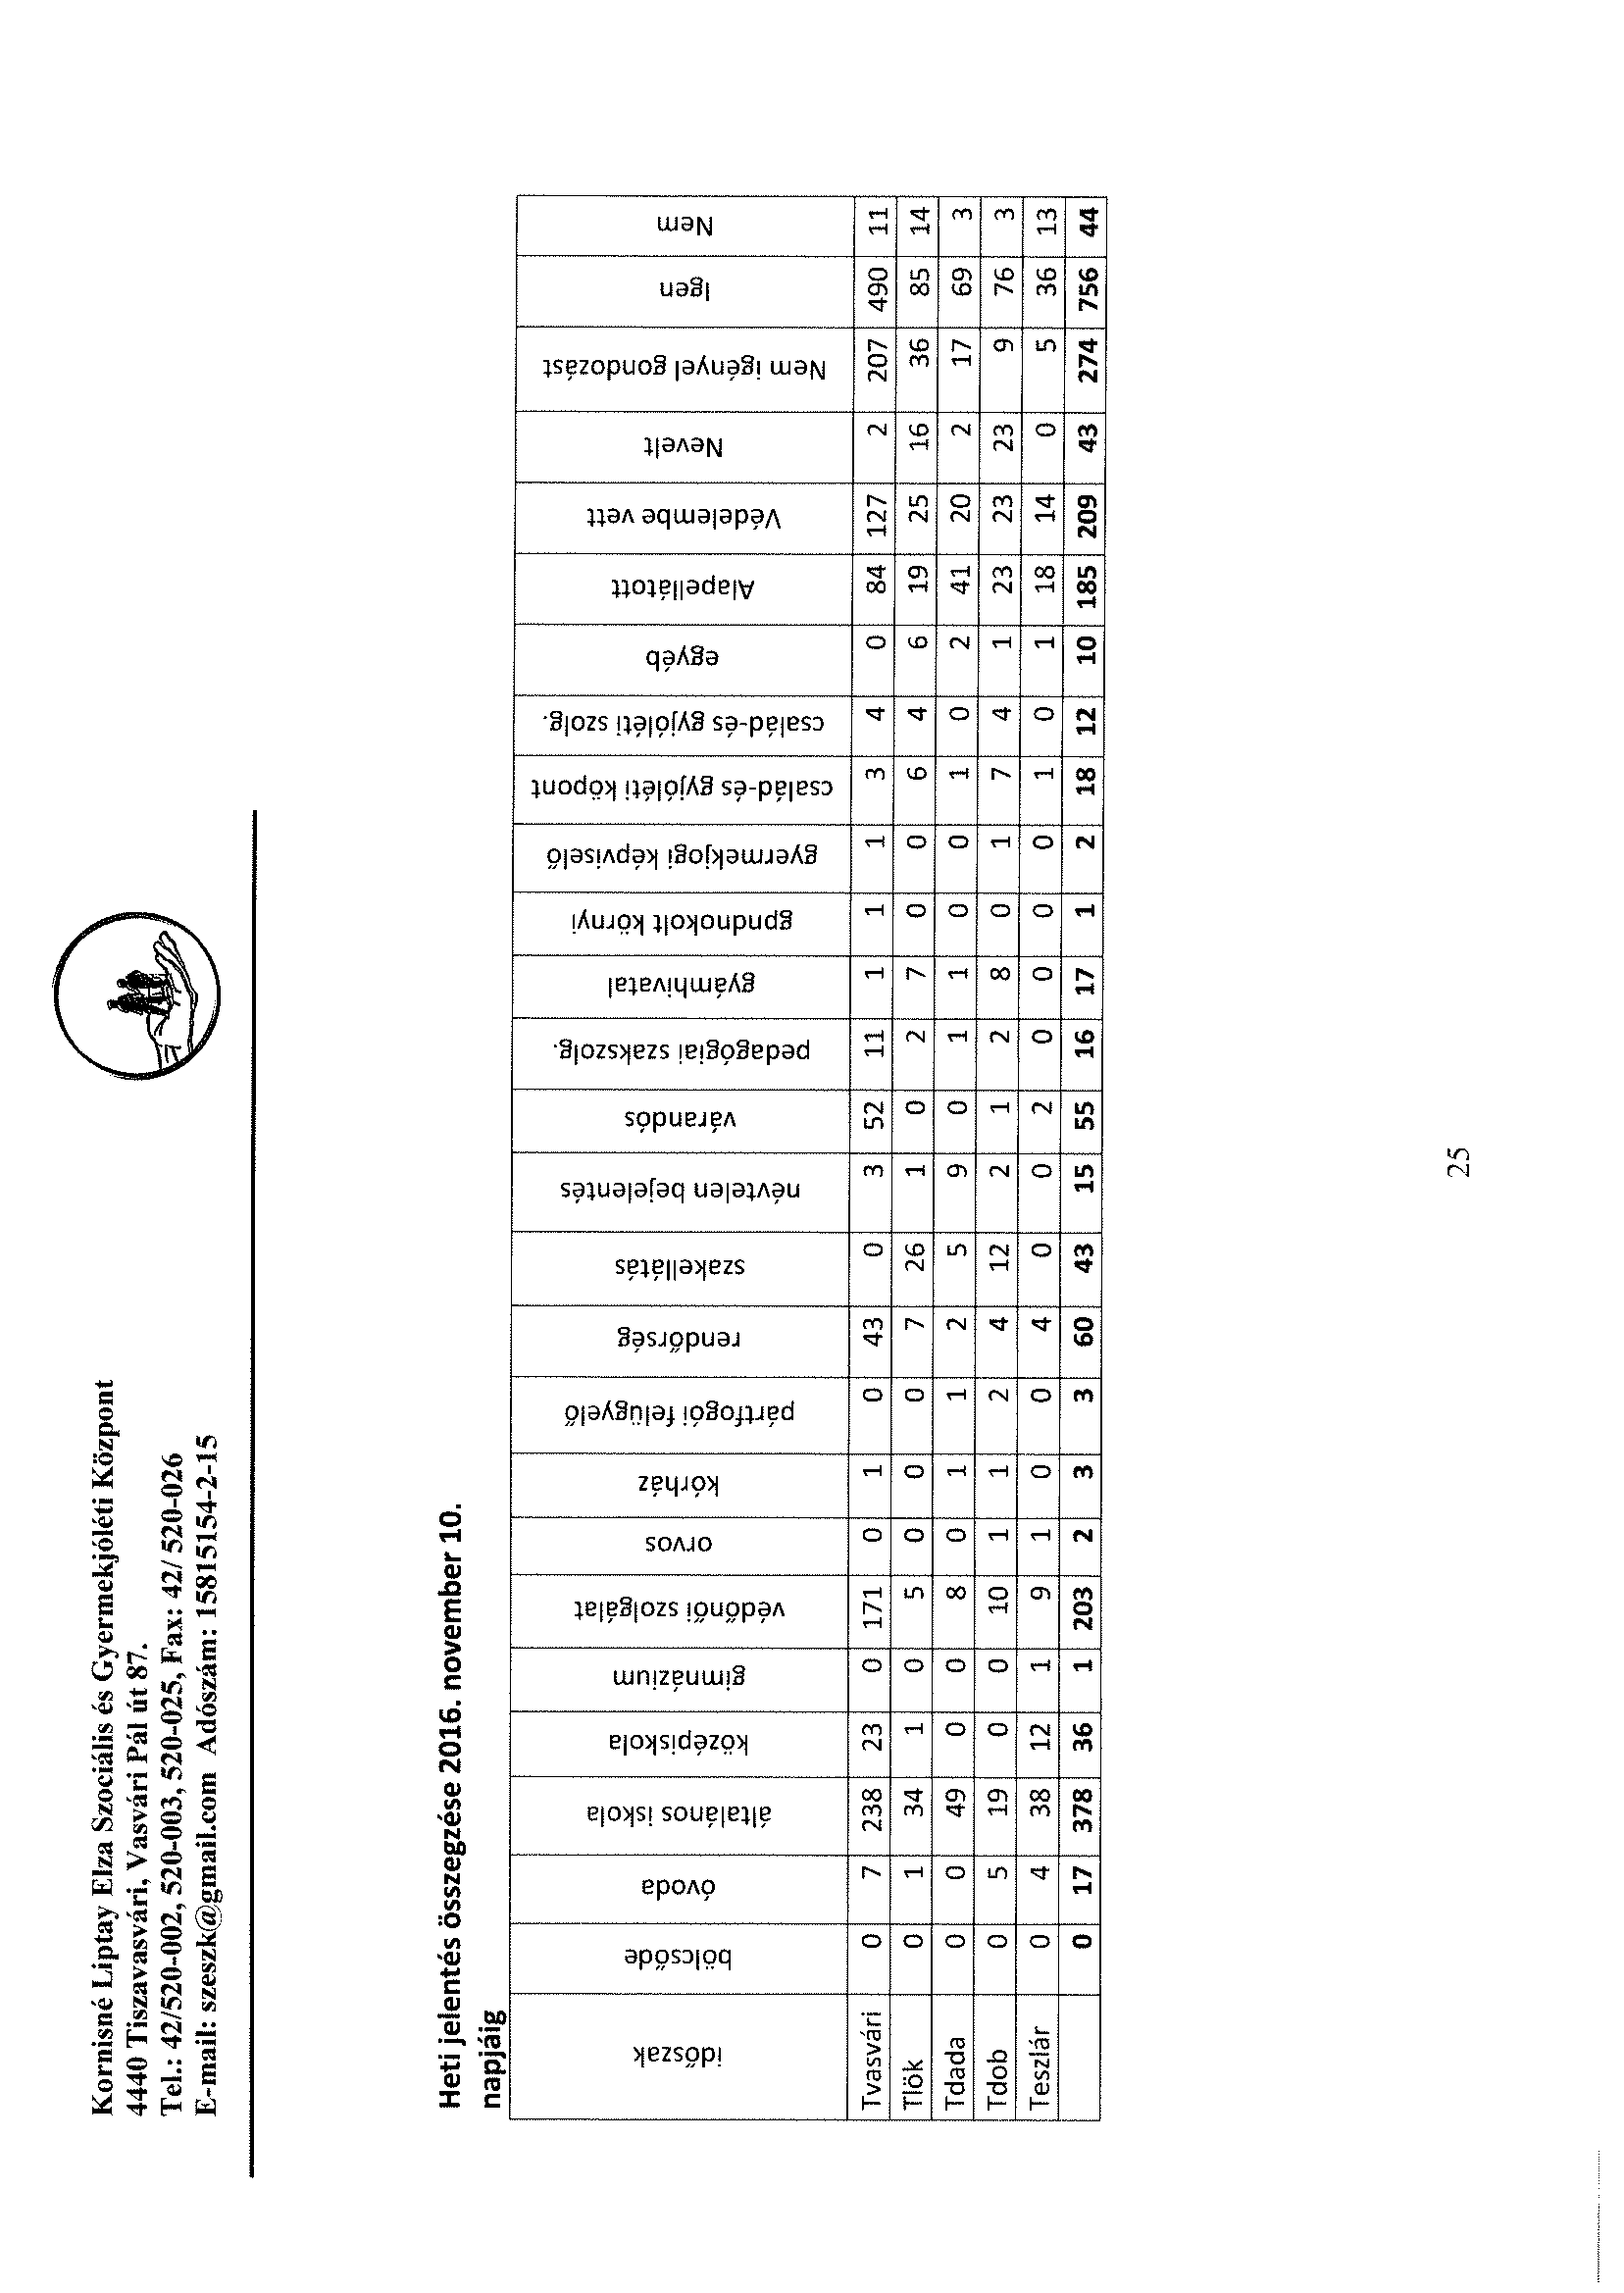 Kornisné Liptay Elza Szociális és Gyermekjóléti Központ
4440 Tiszavasvári, Vasvári Pál út 87.
Tel.: 42/520-002, 520-003, 520-025, Fax: 42/ 520-026
E-mail: szeszk@gmail.com Adószám: 15815154-2-15
Heti jelentés összegzése 2016. november 10.
napjáig
időszak bölcsőde óvoda általános iskola középiskola gimnázium védőnői szolgálat orvos kórház pártfogói felügyelő rendőrség szakellátás névtelen bejelentés várandós pedagógiai szakszolg. gyámhivatal gpndnokolt környi gyermekjogi képviselő család-és gyjóléti köpont család-és gyjóléti szolg. egyéb Alapellátott Védelembe vett Nevelt Nem igényel gondozást Igen Nem
Tvasvári 0 7 238 23 0 171 0 1 0 43 0 3 52 11 1 1 1 3 4 0 84 127 2 207 490 11
Tlök 0 1 34 1 0 5 0 0 0 7 26 1 0 2 7 0 0 6 4 6 19 25 16 36 85 14
Tdada 0 0 49 0 0 8 0 1 1 2 5 9 0 1 1 0 0 1 0 2 41 20 2 17 69 3
Tdob 0 5 19 0 0 10 1 1 2 4 12 2 1 2 8 0 1 7 4 1 23 23 23 9 76 3
Teszlár 0 4 38 12 1 9 1 0 0 4 0 0 2 0 0 0 0 1 0 1 18 14 0 5 36 13
0 17 378 36 1 203 2 3 3 60 43 15 55 16 17 1 2 18 12 10 185 209 43 274 756 44
25